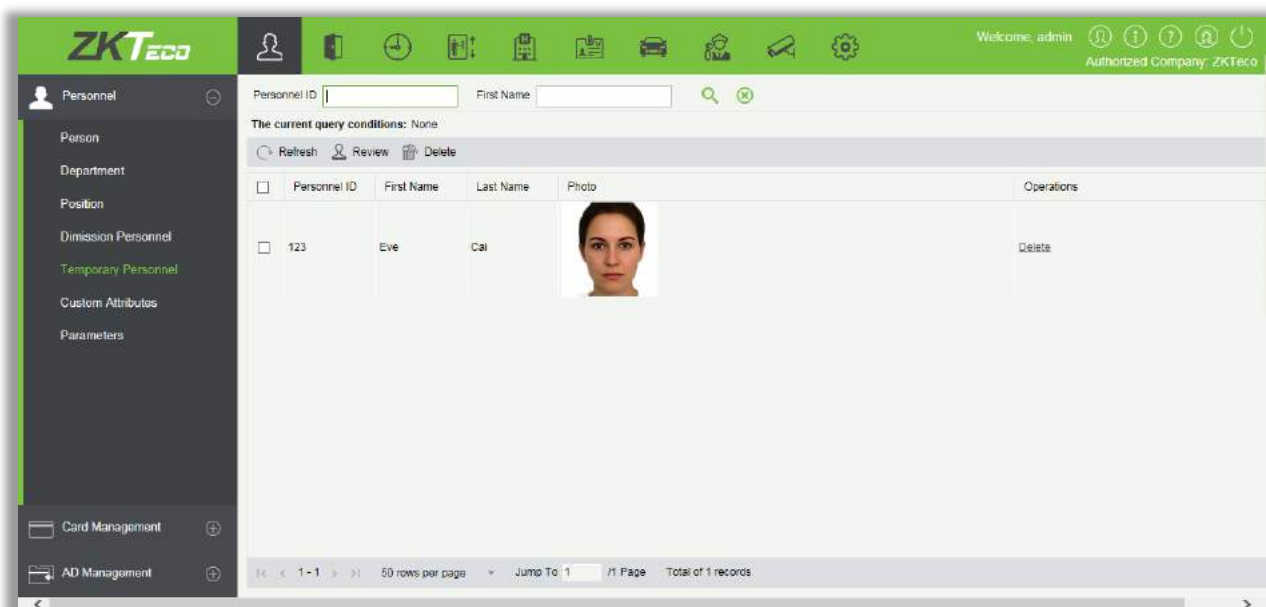 ZKTECO
Welcome, admin
Authorized Company: ZKTeco
Personnel
Person
Department
Position
Dimission Personnel
Temporary Personnel
Custom Attributes
Parameters
Card Management
AD Management
Personnel ID First Name
The current query conditions: None
Refresh Review Delete
Personnel ID First Name Last Name Photo Operations
123 Eve Cai Delete
1-1 50 rows per page Jump To 1 /1 Page Total of 1 records